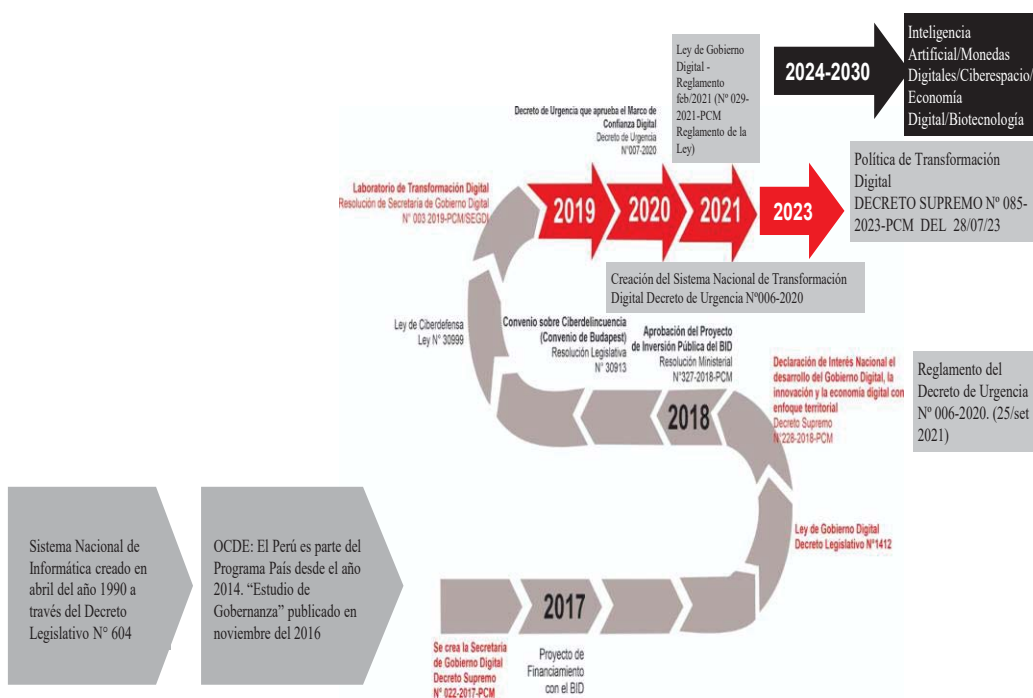 Sistema Nacional de
Informática creado en
abril del año 1990 a
través del Decreto
Legislativo N° 604
OCDE: El Perú es parte del
Programa País desde el año
2014. “Estudio de
Gobernanza” publicado en
noviembre del 2016
Se crea la Secretaria
de Gobierno Digital
Decreto Supremo
N° 022-2017-PCM
2017
Proyecto de
Financiamiento
con el BID
Ley de Gobierno Digital
Decreto Legislativo N°1412
Declaración de Interés Nacional el
desarrollo del Gobierno Digital, la
innovación y la economía digital con
enfoque territorial
Decreto Supremo
N°228-2018-PCM
2018
Aprobación del Proyecto
de Inversión Pública del BID
Resolución Ministerial
N°327-2018-PCM
Convenio sobre Ciberdelincuencia
(Convenio de Budapest)
Resolución Legislativa
N° 30913
Ley de Ciberdefensa
Ley N° 30999
Laboratorio de Transformación Digital
Resolución de Secretaría de Gobierno Digital
N° 003 2019-PCM/SEGDI
2019
Decreto de Urgencia que aprueba el Marco de
Confianza Digital
Decreto de Urgencia
N°007-2020
2020
Creación del Sistema Nacional de Transformación
Digital Decreto de Urgencia Nº006-2020
2021
Ley de Gobierno
Digital -
Reglamento
feb/2021 (Nº 029-
2021-PCM
Reglamento de la
Ley)
Reglamento del
Decreto de Urgencia
Nº 006-2020. (25/set
2021)
2023
Política de Transformación
Digital
DECRETO SUPREMO Nº 085-
2023-PCM DEL 28/07/23
2024-2030
Inteligencia
Artificial/Monedas
Digitales/Ciberespacio/
Economía
Digital/Biotecnología